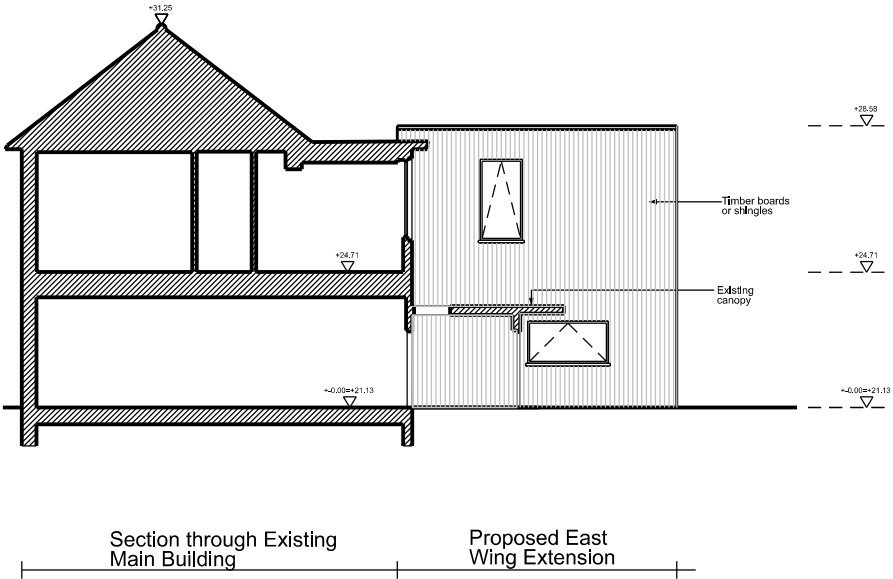 +31.25
+28.58
Timber boards
or shingles
+24.71
+24.71
Existing
canopy
+-0.00=+21.13
+-0.00=+21.13
Section through Existing
Main Building
Proposed East
Wing Extension